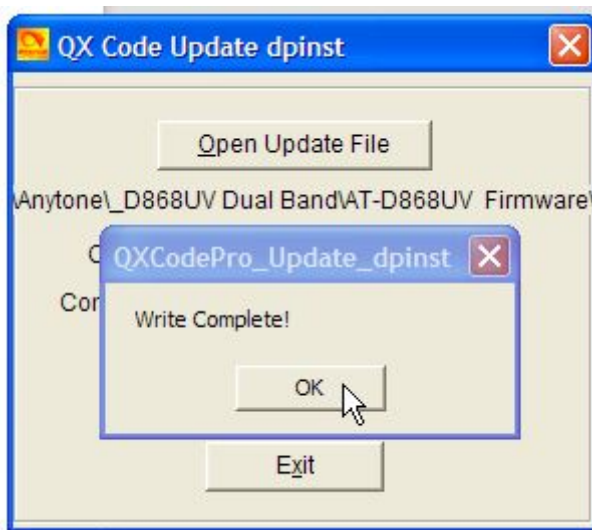 QX Code Update dpinst
Open Update File
\Anytone\_D868UV Dual Band\AT-D868UV Firmware\
QXCodePro_Update_dpinst
Write Complete!
OK
Exit